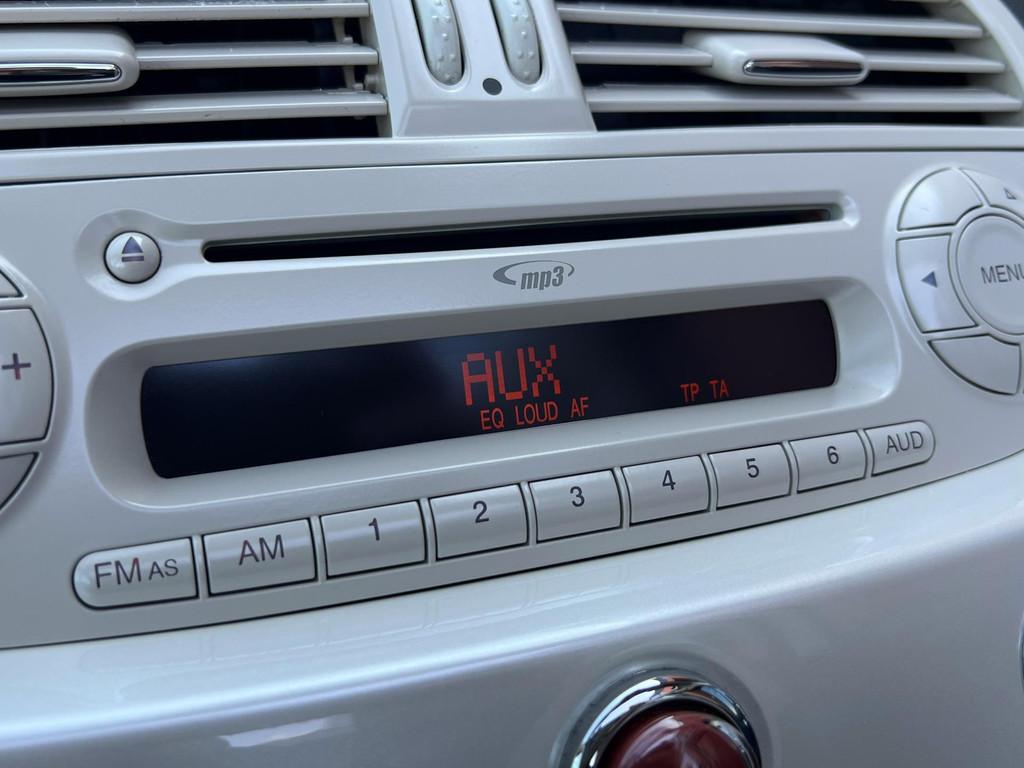 mp3
MENU
+
AUX
EQ LOUD AF
TP TA
FM AS
AM
1
2
3
4
5
6
AUD